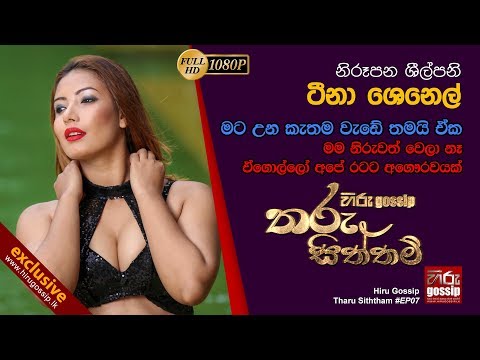 FULL HD 1080P
නිරූපන ශිල්පනි
ටීනා ශෙනෙල්
මට උන කැතම වැඩේ තමයි ඒක
මම නිරුවත් වෙලා නෑ
ඒගොල්ලෝ අපේ රටට අගෞරවයක්
හිරු gossip
තරු
සිත්තම්
exclusive
www.hirugossip.lk
Hiru Gossip
Tharu Siththam #EP07
හිරු
gossip